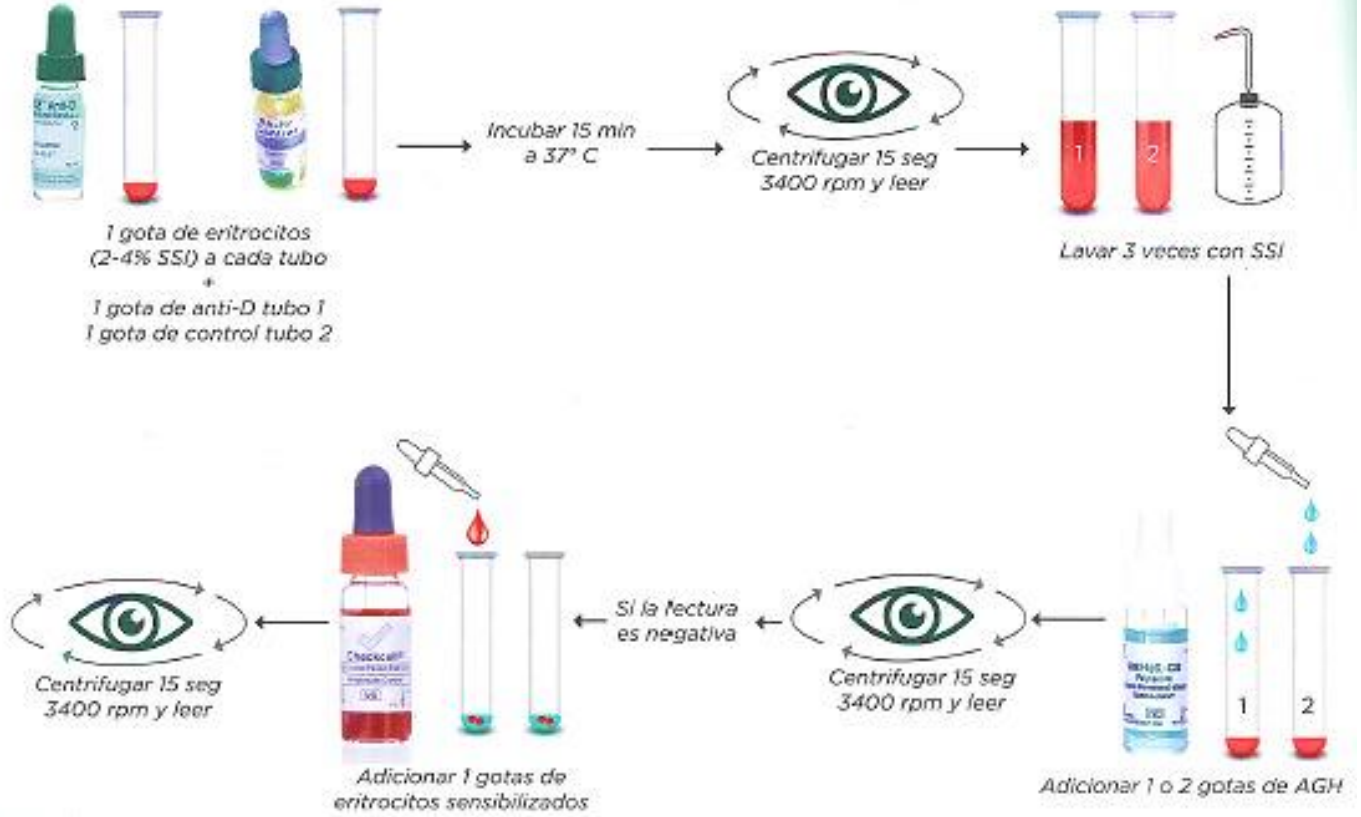 1 gota de eritrocitos
(2-4% SSI) a cada tubo
+
1 gota de anti-D tubo 1
1 gota de control tubo 2
Incubar 15 min
a 37° C
Centrifugar 15 seg
3400 rpm y leer
1 2
Lavar 3 veces con SSI
1 2
Adicionar 1 o 2 gotas de AGH
Centrifugar 15 seg
3400 rpm y leer
Si la lectura
es negativa
Checkcell
Adicionar 1 gotas de
eritrocitos sensibilizados
Centrifugar 15 seg
3400 rpm y leer